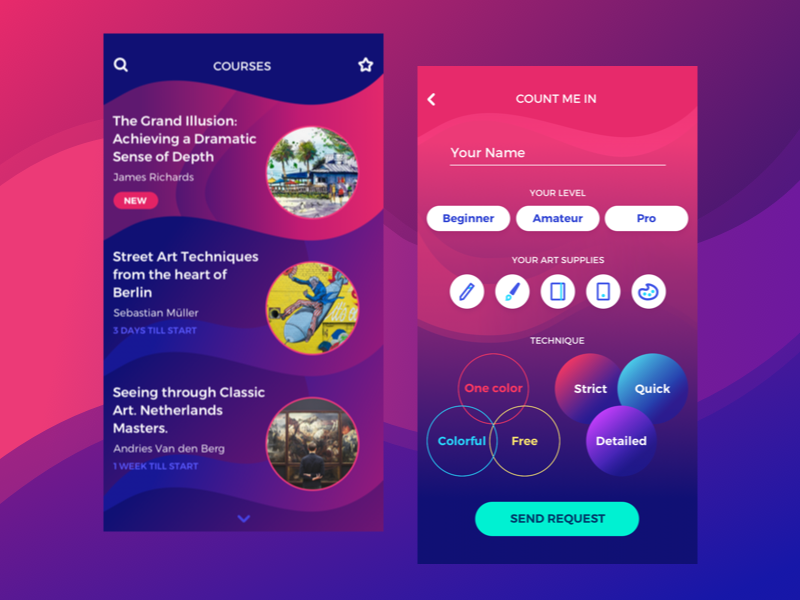 COURSES
The Grand Illusion:
Achieving a Dramatic
Sense of Depth
James Richards
NEW
Street Art Techniques
from the heart of
Berlin
Sebastian Müller
3 DAYS TILL START
Seeing through Classic
Art. Netherlands
Masters.
Andries Van den Berg
1 WEEK TILL START
COUNT ME IN
Your Name
YOUR LEVEL
Beginner Amateur Pro
YOUR ART SUPPLIES
TECHNIQUE
One color Strict Quick
Colorful Free Detailed
SEND REQUEST